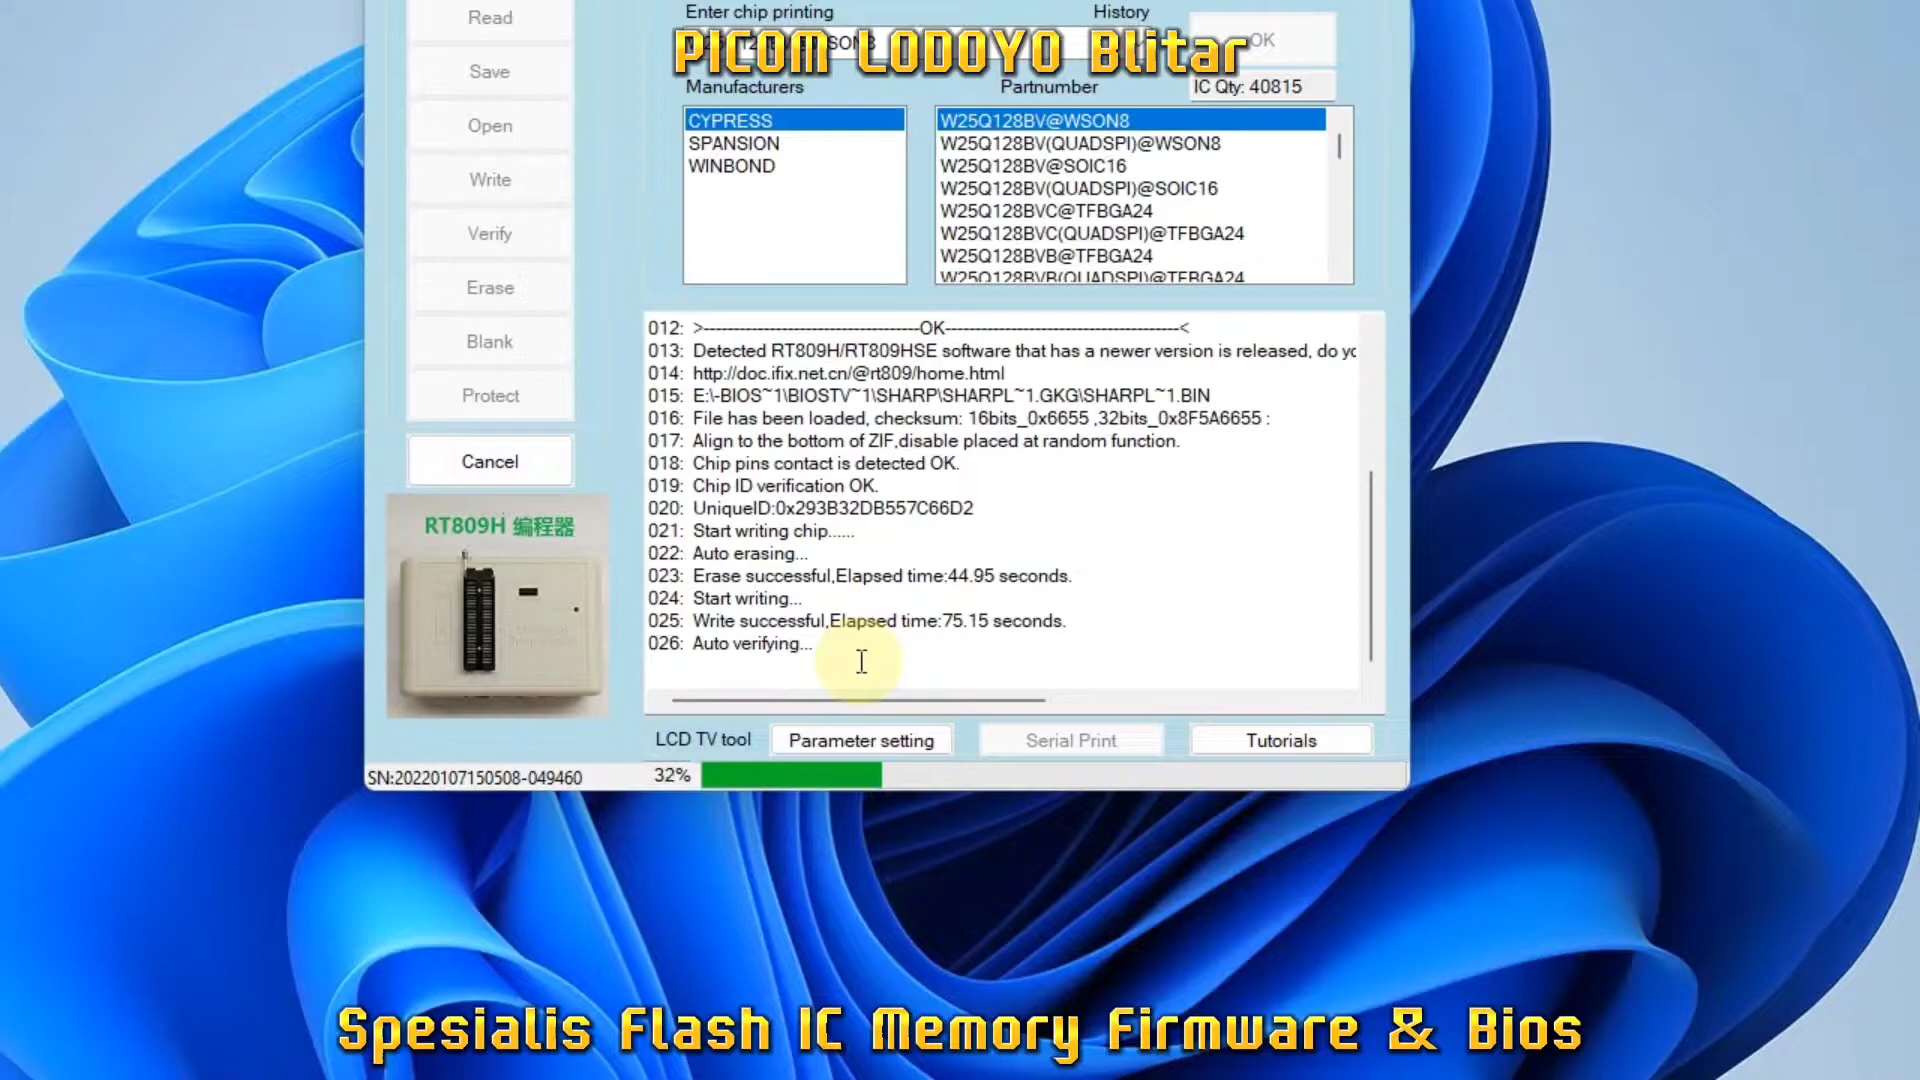 PICOM LODOYO Blitar
Read
Save
Open
Write
Verify
Erase
Blank
Protect
Cancel
RT809H 编程器
SN:20220107150508-049460
Enter chip printing
History
OK
Manufacturers
Partnumber
IC Qty: 40815
CYPRESS
SPANSION
WINBOND
W25Q128BV@WSON8
W25Q128BV(QUADSPI)@WSON8
W25Q128BV@SOIC16
W25Q128BV(QUADSPI)@SOIC16
W25Q128BVC@TFBGA24
W25Q128BVC(QUADSPI)@TFBGA24
W25Q128BVB@TFBGA24
W25Q128BVB(QUADSPI)@TFBGA24
012: >------------------------------------OK---------------------------------------<
013: Detected RT809H/RT809HSE software that has a newer version is released, do yo
014: http://doc.ifix.net.cn/@rt809/home.html
015: E:\-BIOS~1\BIOSTV~1\SHARP\SHARPL~1.GKG\SHARPL~1.BIN
016: File has been loaded, checksum: 16bits_0x6655 ,32bits_0x8F5A6655 :
017: Align to the bottom of ZIF,disable placed at random function.
018: Chip pins contact is detected OK.
019: Chip ID verification OK.
020: UniqueID:0x293B32DB557C66D2
021: Start writing chip......
022: Auto erasing...
023: Erase successful,Elapsed time:44.95 seconds.
024: Start writing...
025: Write successful,Elapsed time:75.15 seconds.
026: Auto verifying...
LCD TV tool
Parameter setting
Serial Print
Tutorials
32%
Spesialis Flash IC Memory Firmware & Bios